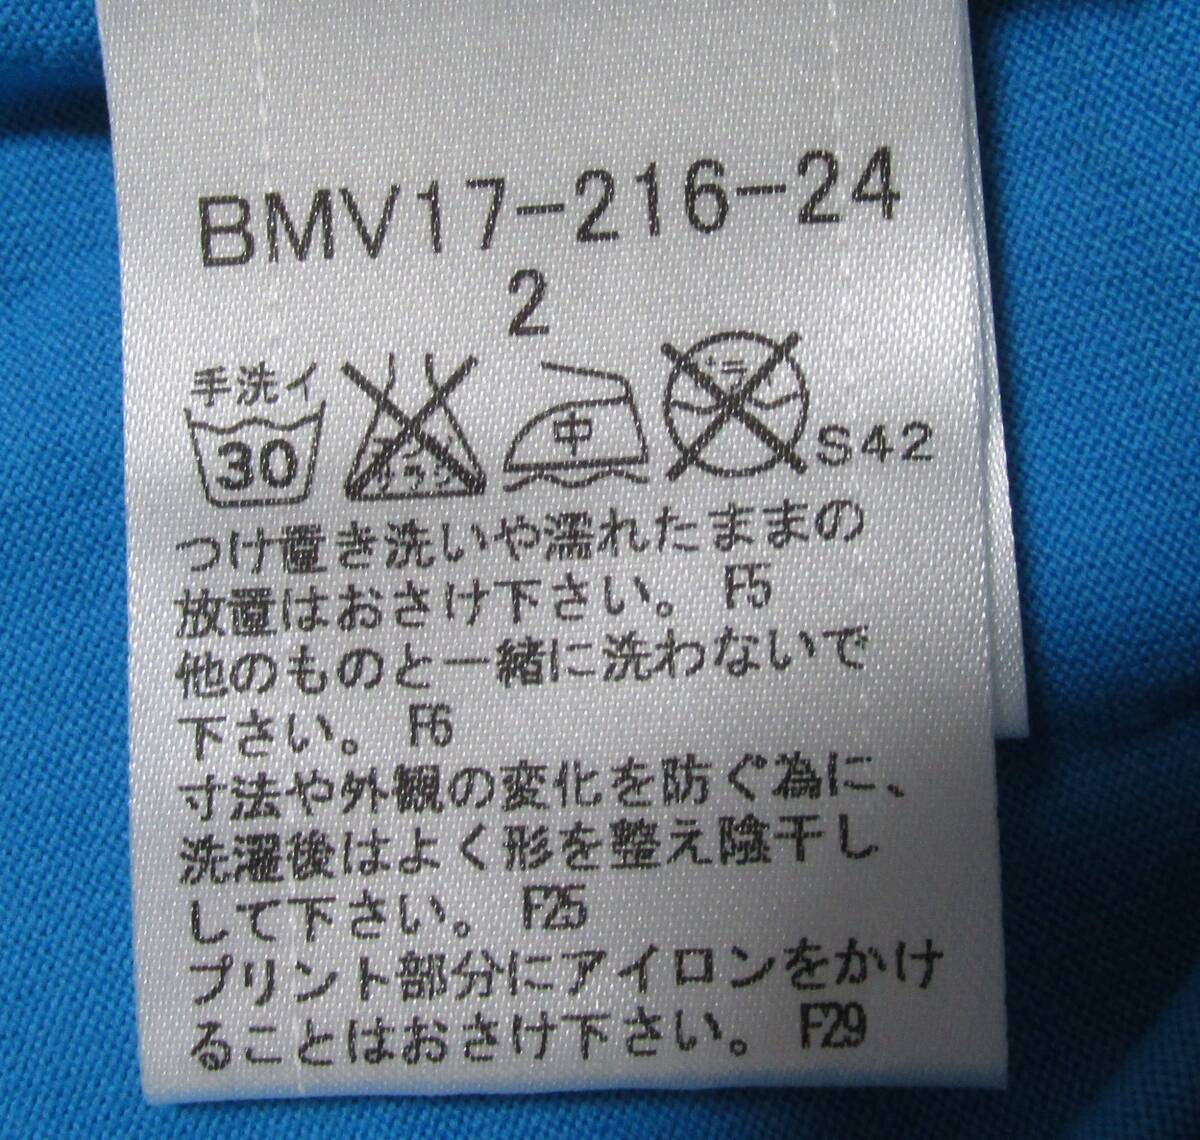 BMV17-216-24
2
手洗イ
30
中
S42
つけ置き洗いや濡れたままの
放置はおさけ下さい。 F5
他のものと一緒に洗わないで
下さい。 F6
寸法や外観の変化を防ぐ為に、
洗濯後はよく形を整え陰干し
して下さい。 F25
プリント部分にアイロンをかけ
ることはおさけ下さい。 F29